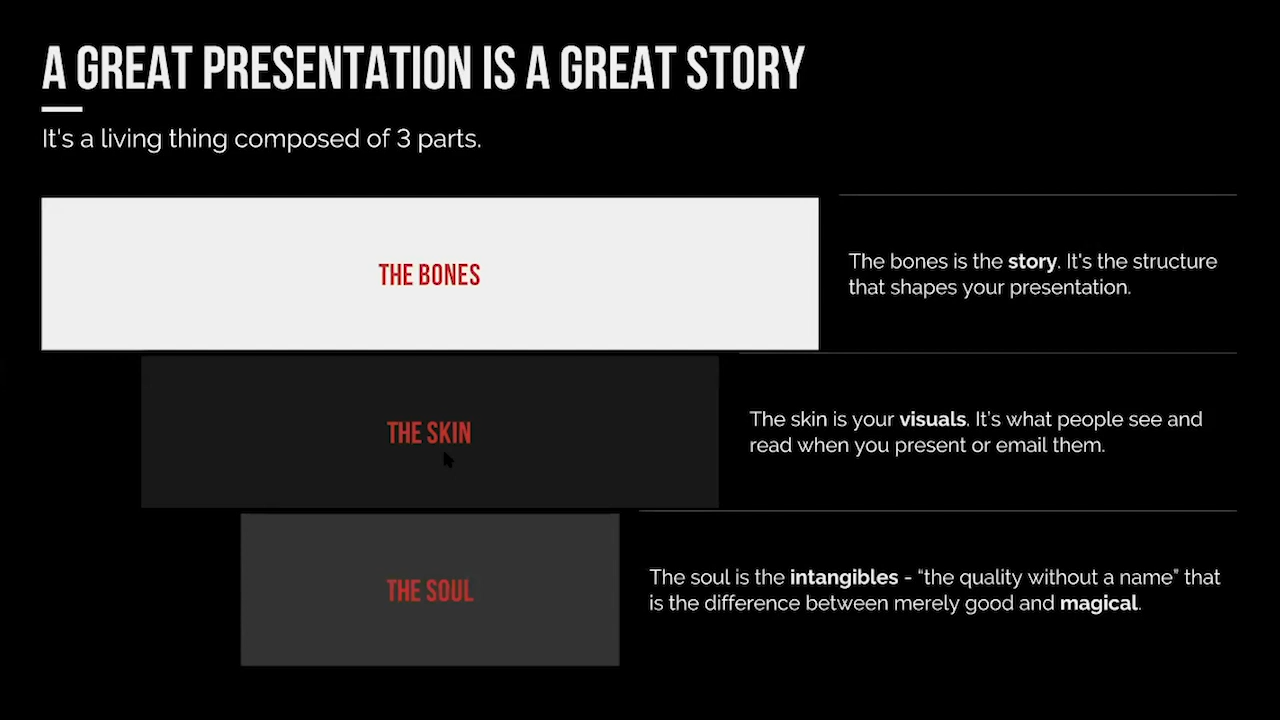 A GREAT PRESENTATION IS A GREAT STORY
It's a living thing composed of 3 parts.
THE BONES
The bones is the story. It's the structure
that shapes your presentation.
THE SKIN
The skin is your visuals. It's what people see and
read when you present or email them.
THE SOUL
The soul is the intangibles - “the quality without a name” that
is the difference between merely good and magical.